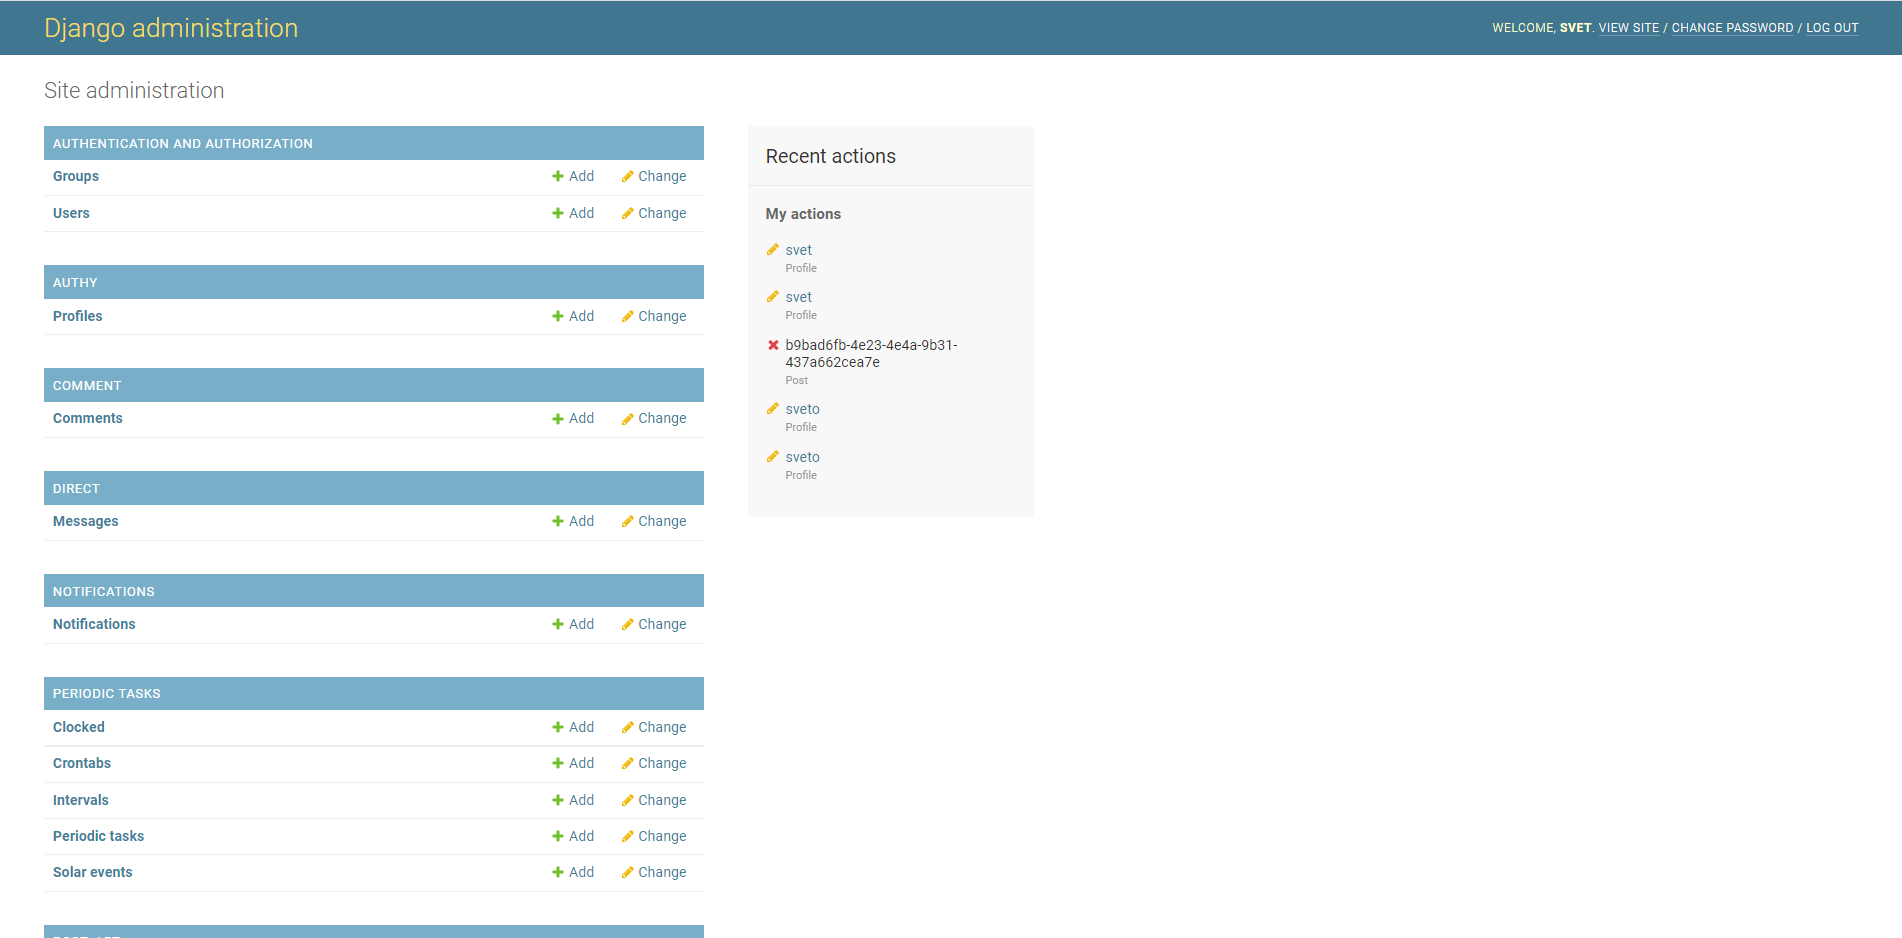 Django administration
WELCOME, SVET. VIEW SITE / CHANGE PASSWORD / LOG OUT
Site administration
AUTHENTICATION AND AUTHORIZATION
Groups Add Change
Users Add Change
AUTHY
Profiles Add Change
COMMENT
Comments Add Change
DIRECT
Messages Add Change
NOTIFICATIONS
Notifications Add Change
PERIODIC TASKS
Clocked Add Change
Crontabs Add Change
Intervals Add Change
Periodic tasks Add Change
Solar events Add Change
Recent actions
My actions
svet
Profile
svet
Profile
b9bad6fb-4e23-4e4a-9b31-
437a662cea7e
Post
sveto
Profile
sveto
Profile